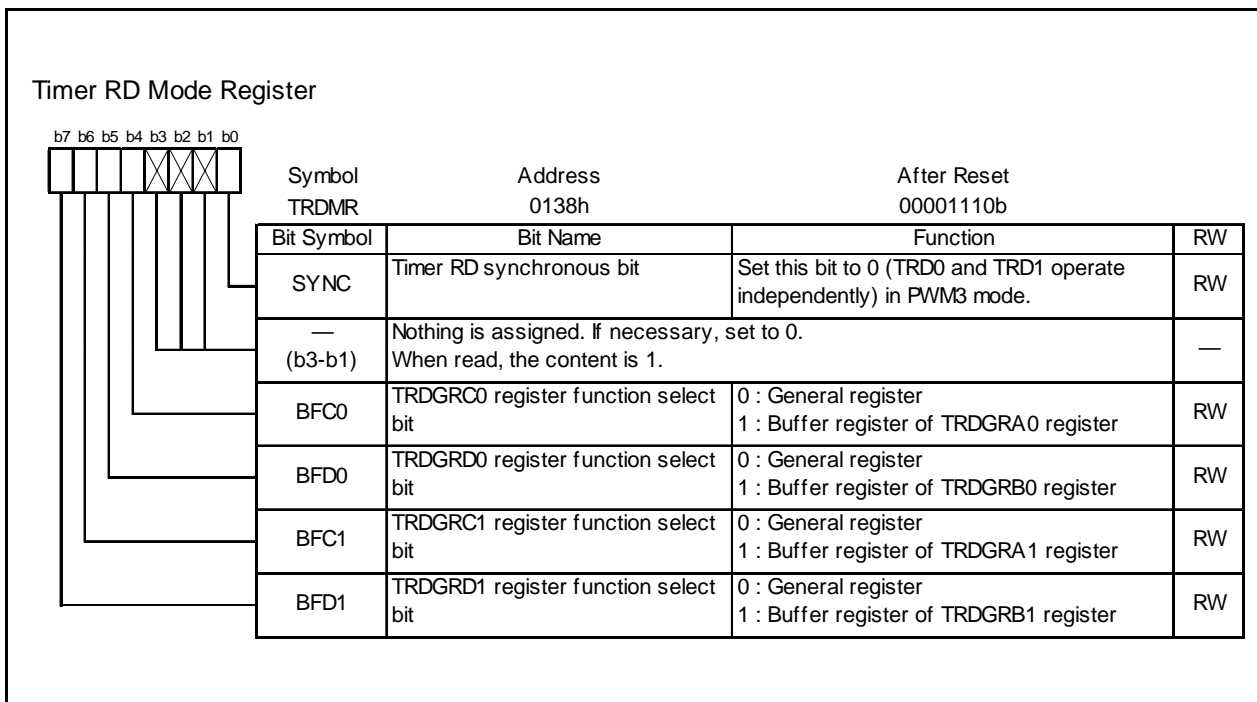 Timer RD Mode Register
b7 b6 b5 b4 b3 b2 b1 b0
Symbol Address After Reset
TRDMR 0138h 00001110b
Bit Symbol Bit Name Function RW
SYNC Timer RD synchronous bit Set this bit to 0 (TRD0 and TRD1 operate independently) in PWM3 mode. RW
— (b3-b1) Nothing is assigned. If necessary, set to 0. When read, the content is 1. —
BFC0 TRDGRC0 register function select bit 0 : General register 1 : Buffer register of TRDGRA0 register RW
BFD0 TRDGRD0 register function select bit 0 : General register 1 : Buffer register of TRDGRB0 register RW
BFC1 TRDGRC1 register function select bit 0 : General register 1 : Buffer register of TRDGRA1 register RW
BFD1 TRDGRD1 register function select bit 0 : General register 1 : Buffer register of TRDGRB1 register RW